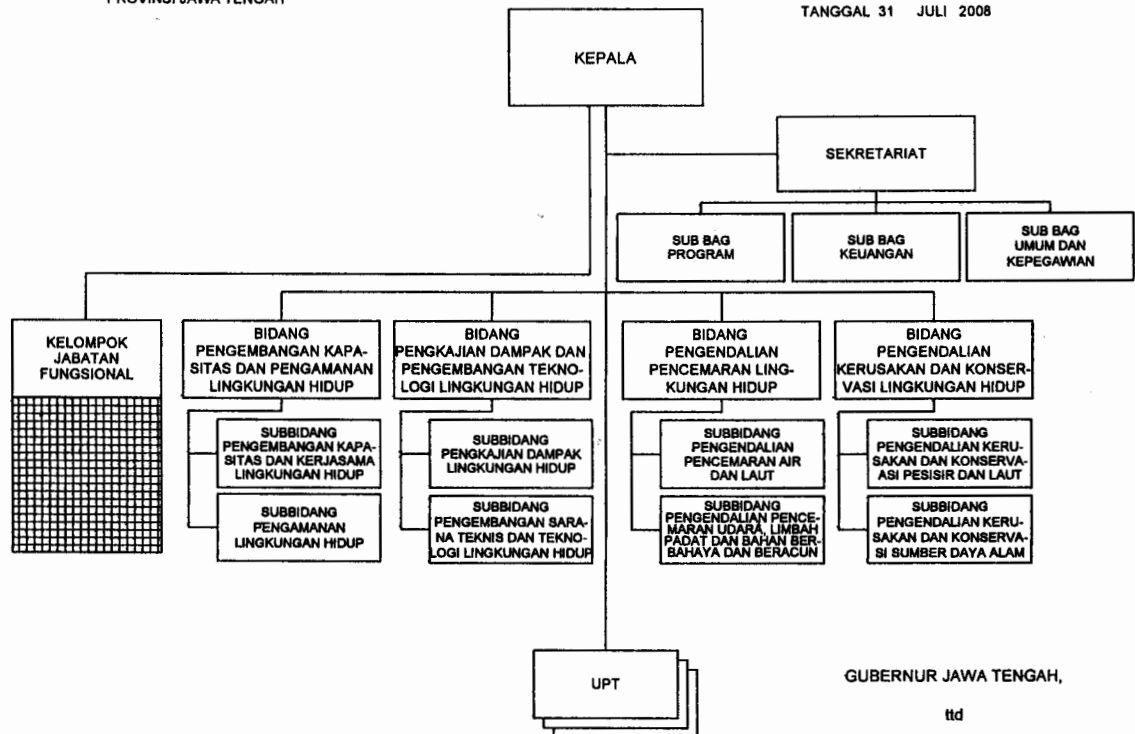 PROVINSI JAWA TENGAH
TANGGAL 31 JULI 2008
KEPALA
SEKRETARIAT
SUB BAG
PROGRAM
SUB BAG
KEUANGAN
SUB BAG
UMUM DAN
KEPEGAWIAN
KELOMPOK
JABATAN
FUNGSIONAL
BIDANG
PENGEMBANGAN KAPA-
SITAS DAN PENGAMANAN
LINGKUNGAN HIDUP
BIDANG
PENGKAJIAN DAMPAK DAN
PENGEMBANGAN TEKNO-
LOGI LINGKUNGAN HIDUP
BIDANG
PENGENDALIAN
PENCEMARAN LING-
KUNGAN HIDUP
BIDANG
PENGENDALIAN
KERUSAKAN DAN KONSER-
VASI LINGKUNGAN HIDUP
SUBBIDANG
PENGEMBANGAN KAPA-
SITAS DAN KERJASAMA
LINGKUNGAN HIDUP
SUBBIDANG
PENGKAJIAN DAMPAK
LINGKUNGAN HIDUP
SUBBIDANG
PENGENDALIAN
PENCEMARAN AIR
DAN LAUT
SUBBIDANG
PENGENDALIAN KERU-
SAKAN DAN KONSERVA-
ASI PESISIR DAN LAUT
SUBBIDANG
PENGAMANAN
LINGKUNGAN HIDUP
SUBBIDANG
PENGEMBANGAN SARA-
NA TEKNIS DAN TEKNO-
LOGI LINGKUNGAN HIDUP
SUBBIDANG
PENGENDALIAN PENCE-
MARAN UDARA, LIMBAH
PADAT DAN BAHAN BER-
BAHAYA DAN BERACUN
SUBBIDANG
PENGENDALIAN KERU-
SAKAN DAN KONSERVA-
SI SUMBER DAYA ALAM
UPT
GUBERNUR JAWA TENGAH,
ttd